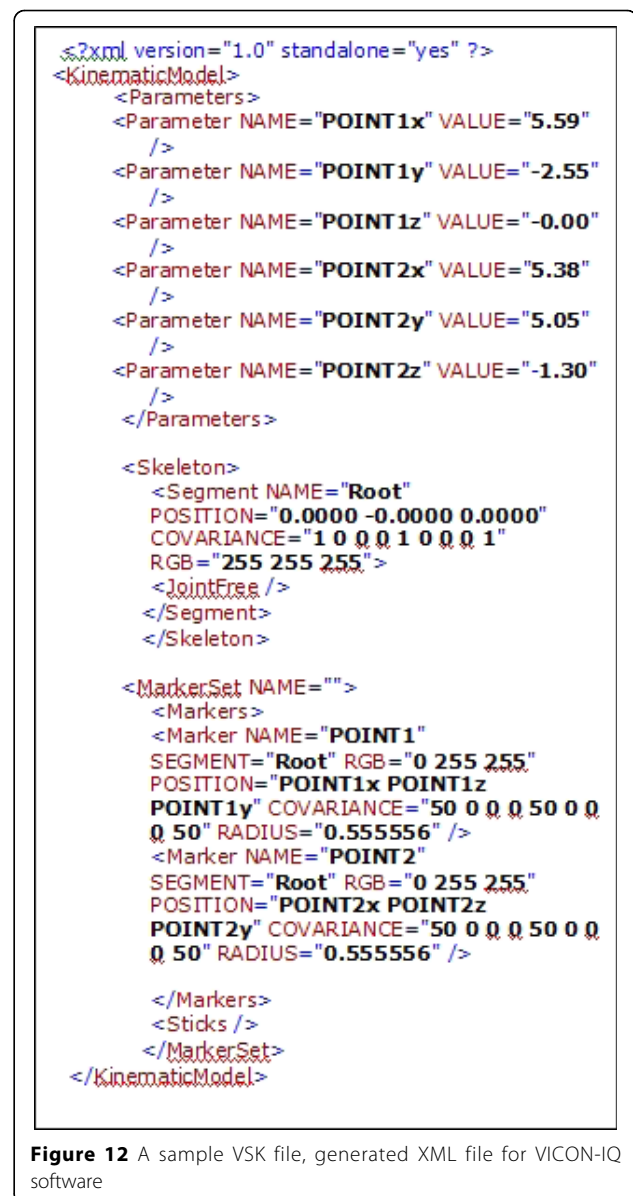 <?xml version="1.0" standalone="yes" ?>
<KinematicModel>
<Parameters>
<Parameter NAME="POINT1x" VALUE="5.59"
/>
<Parameter NAME="POINT1y" VALUE="-2.55"
/>
<Parameter NAME="POINT1z" VALUE="-0.00"
/>
<Parameter NAME="POINT2x" VALUE="5.38"
/>
<Parameter NAME="POINT2y" VALUE="5.05"
/>
<Parameter NAME="POINT2z" VALUE="-1.30"
/>
</Parameters>
<Skeleton>
<Segment NAME="Root"
POSITION="0.0000 -0.0000 0.0000"
COVARIANCE="1 0 0 0 1 0 0 0 1"
RGB="255 255 255">
<JointFree />
</Segment>
</Skeleton>
<MarkerSet NAME="">
<Markers>
<Marker NAME="POINT1"
SEGMENT="Root" RGB="0 255 255"
POSITION="POINT1x POINT1z
POINT1y" COVARIANCE="50 0 0 0 50 0 0
0 50" RADIUS="0.555556" />
<Marker NAME="POINT2"
SEGMENT="Root" RGB="0 255 255"
POSITION="POINT2x POINT2z
POINT2y" COVARIANCE="50 0 0 0 50 0 0
0 50" RADIUS="0.555556" />
</Markers>
<Sticks />
</MarkerSet>
</KinematicModel>
Figure 12 A sample VSK file, generated XML file for VICON-IQ
software